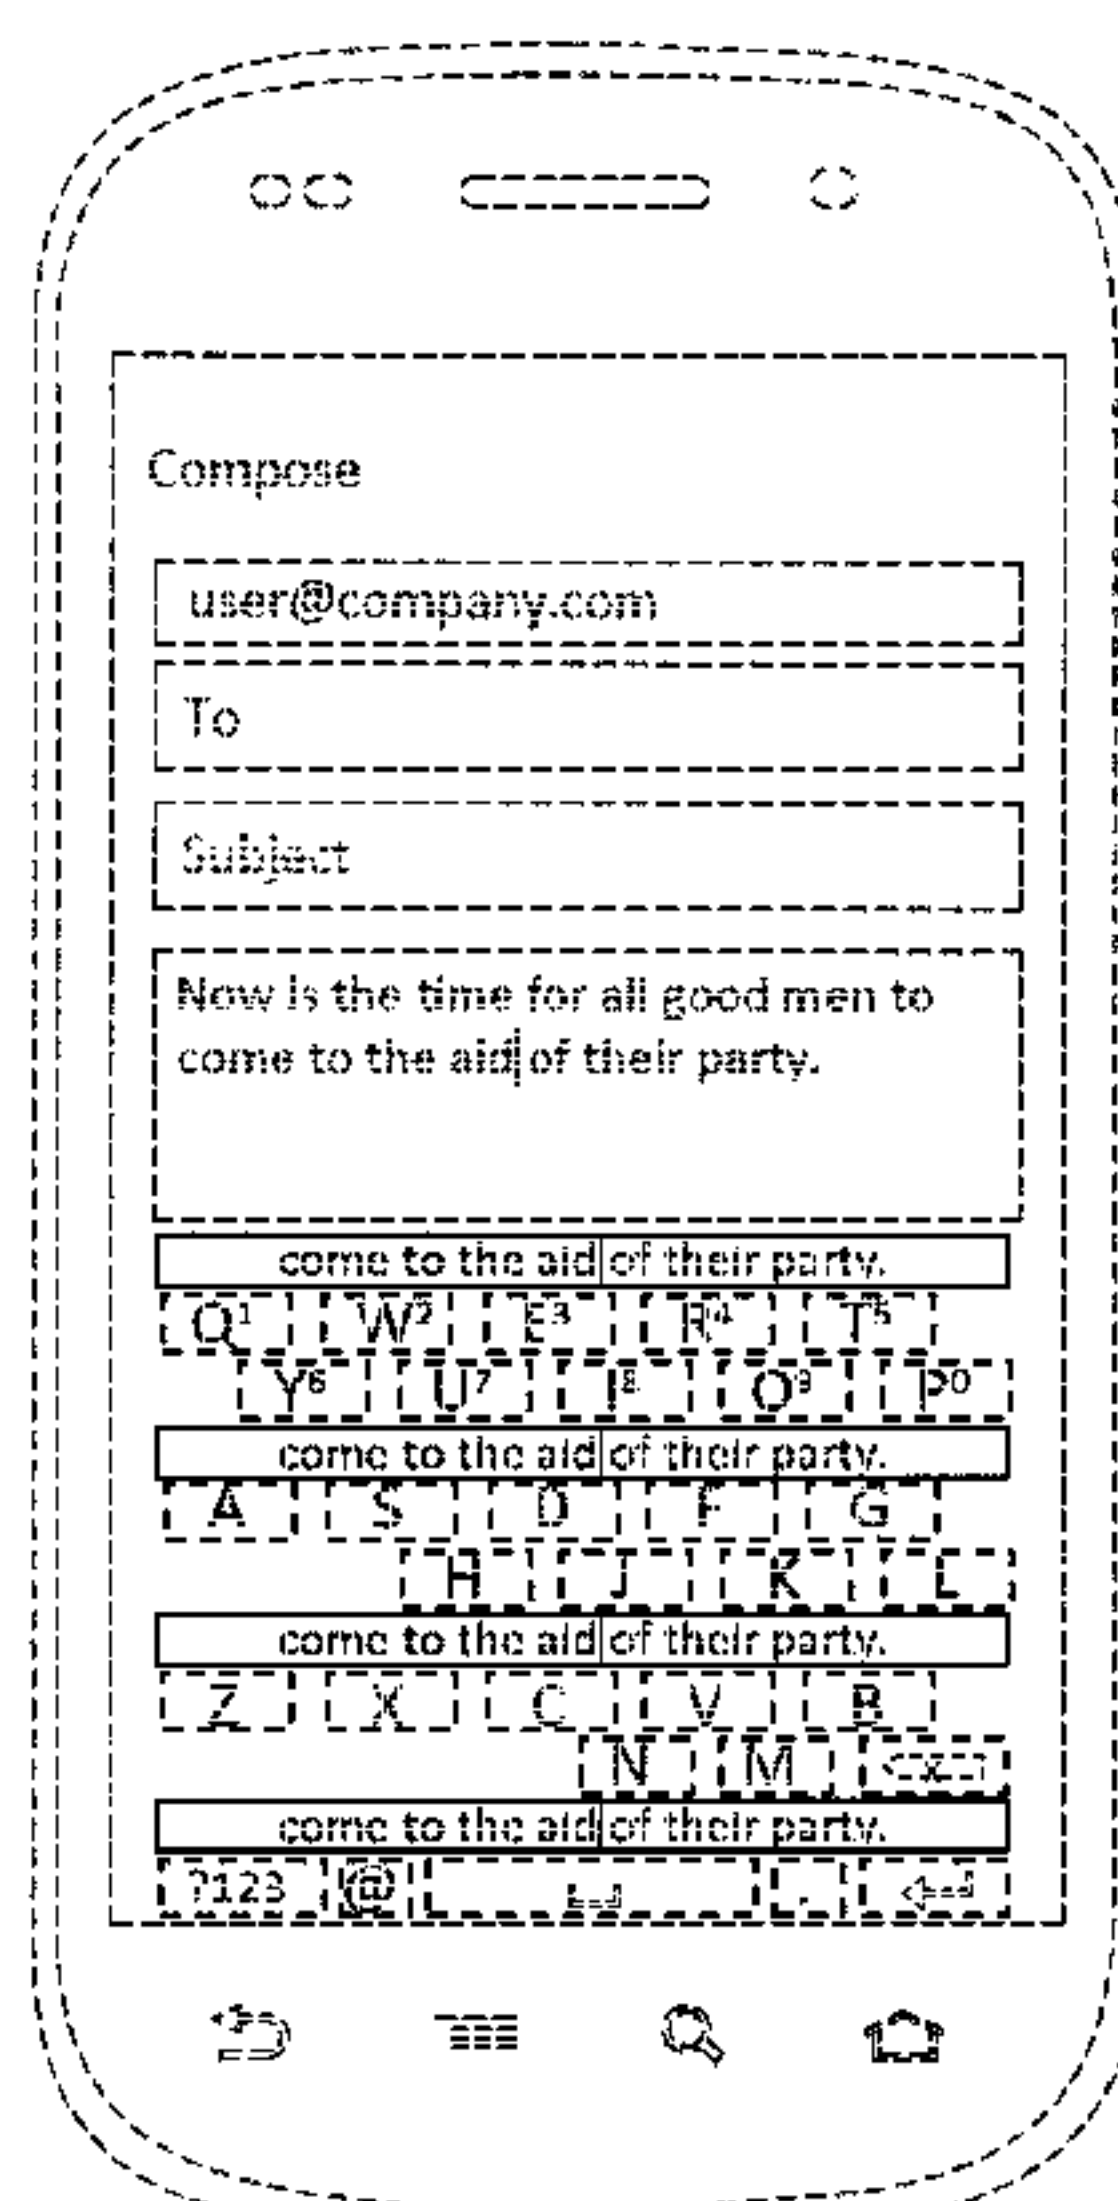 Compose
user@company.com
To
Subject
Now is the time for all good men to
come to the aid of their party.
come to the aid of their party.
Q1 W2 E3 R4 T5
Y6 U7 I8 O9 P0
come to the aid of their party.
A S D F G
H J K L
come to the aid of their party.
Z X C V B
N M x
come to the aid of their party.
?123 @ .